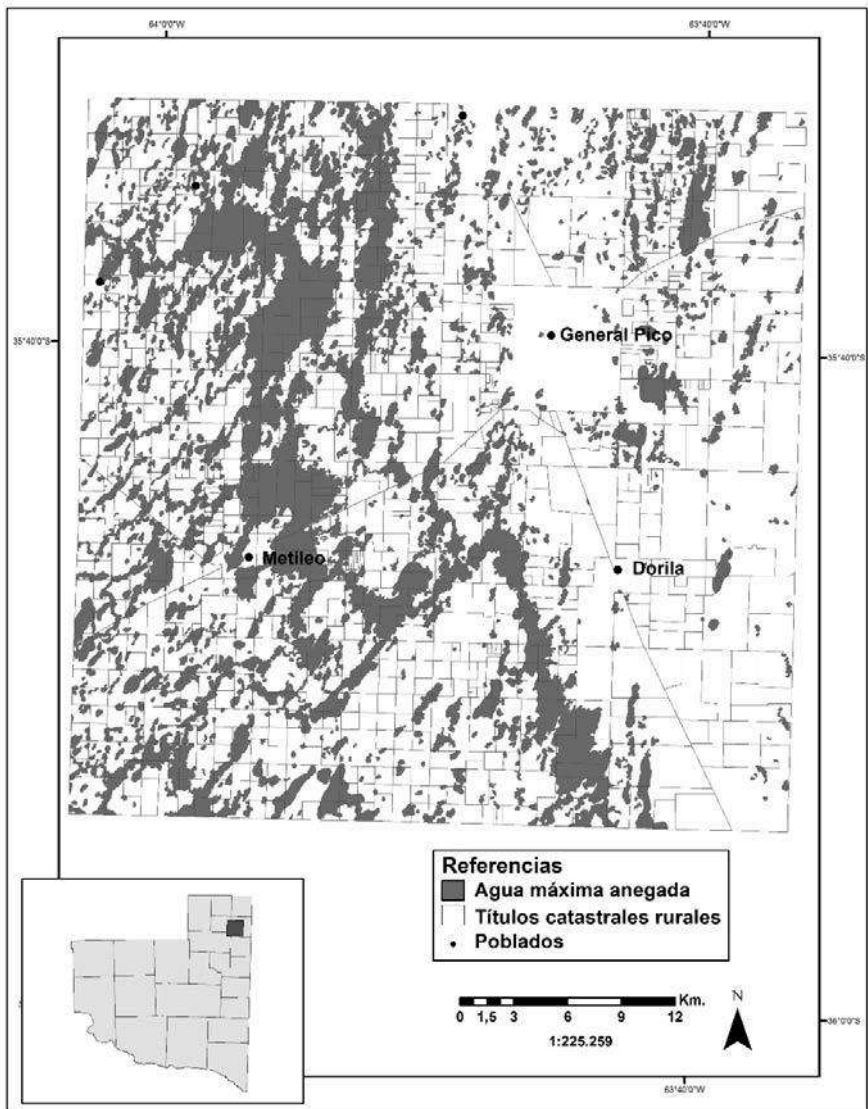 64°0'0"W 63°40'0"W
35°40'0"S 35°40'0"S
General Pico
Metileo
Dorila
Referencias
Agua máxima anegada
Títulos catastrales rurales
Poblados
Km.
0 1,5 3 6 9 12
1:225.259
N
36°0'0"S
63°40'0"W